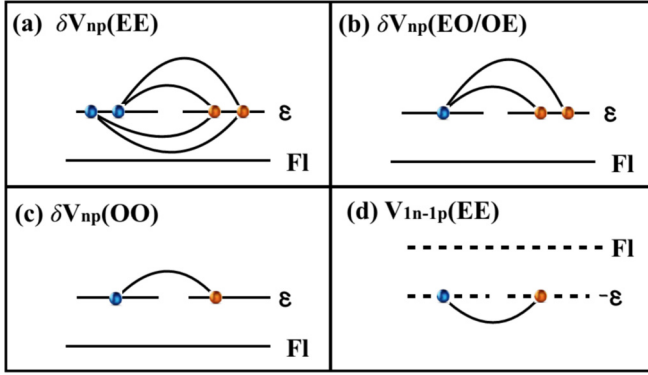 (a) δVnp(EE)
ε
Fl
(b) δVnp(EO/OE)
ε
Fl
(c) δVnp(OO)
ε
Fl
(d) V1n-1p(EE)
Fl
-ε